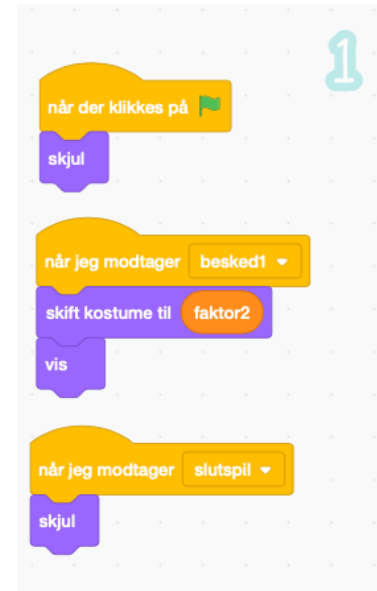 1
når der klikkes på
skjul
når jeg modtager besked1
skift kostume til faktor2
vis
når jeg modtager slutspil
skjul